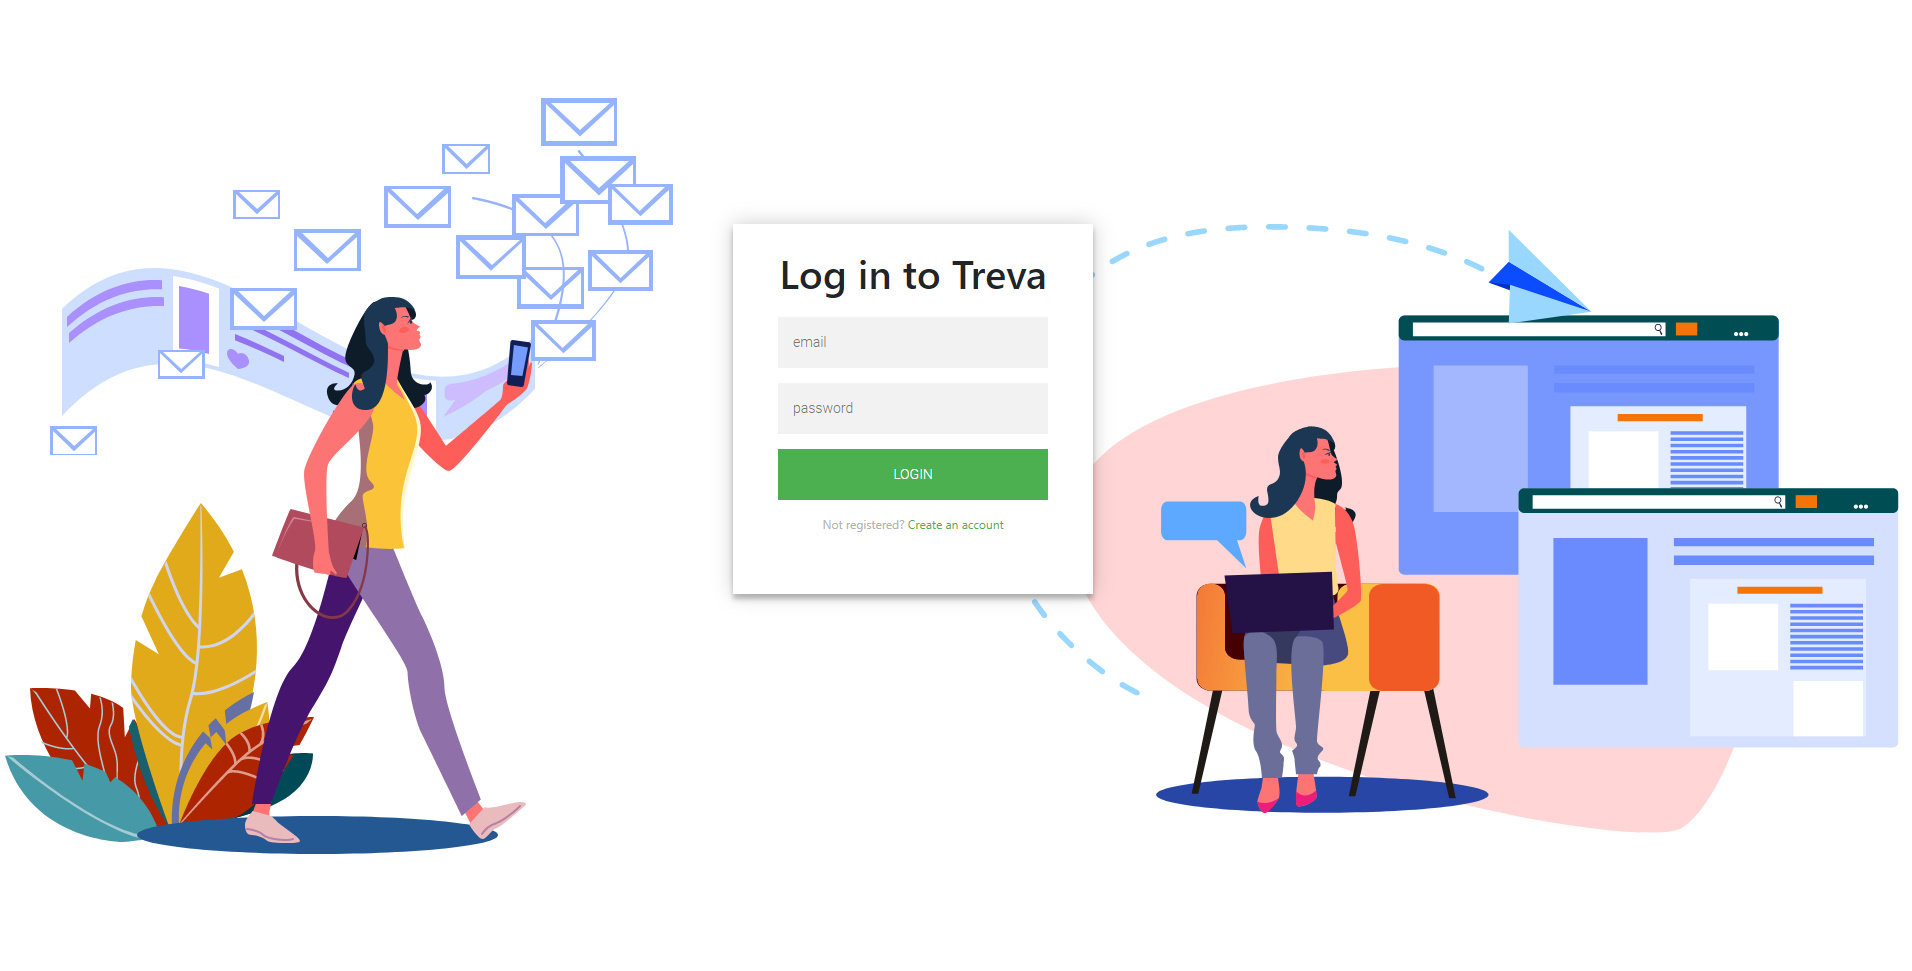 Log in to Treva
email
password
LOGIN
Not registered? Create an account